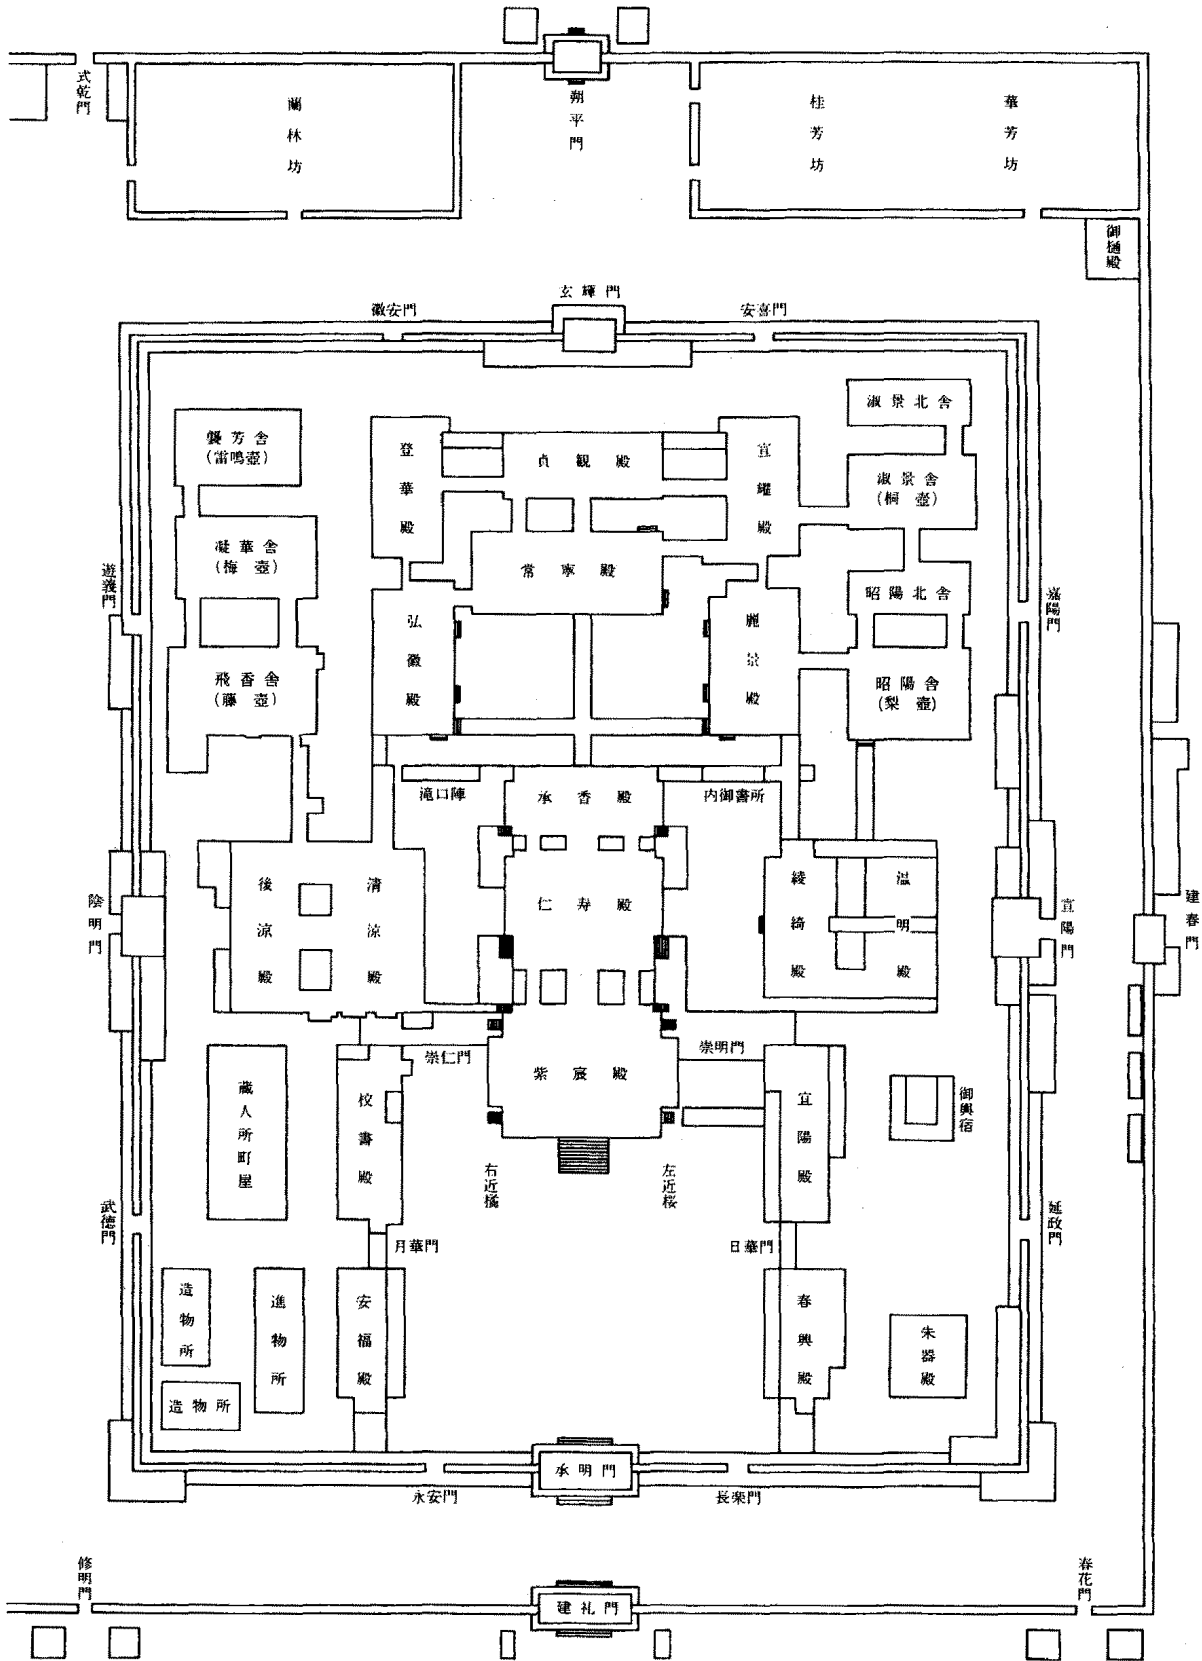 式乾門
蘭林坊
朔平門
桂芳坊
華芳坊
御樋殿
徽安門
玄輝門
安喜門
襲芳舎
(雷鳴壺)
登華殿
貞観殿
宣耀殿
淑景北舎
淑景舎
(桐壺)
凝華舎
(梅壺)
常寧殿
昭陽北舎
遊義門
嘉陽門
飛香舎
(藤壺)
弘徽殿
麗景殿
昭陽舎
(梨壺)
滝口陣
承香殿
内御書所
陰明門
後涼殿
清涼殿
仁寿殿
綾綺殿
温明殿
宣陽門
建春門
崇仁門
紫宸殿
崇明門
蔵人所町屋
校書殿
宜陽殿
御輿宿
右近橘
左近桜
武徳門
延政門
月華門
日華門
造物所
進物所
安福殿
春興殿
朱器殿
造物所
承明門
永安門
長楽門
修明門
建礼門
春花門